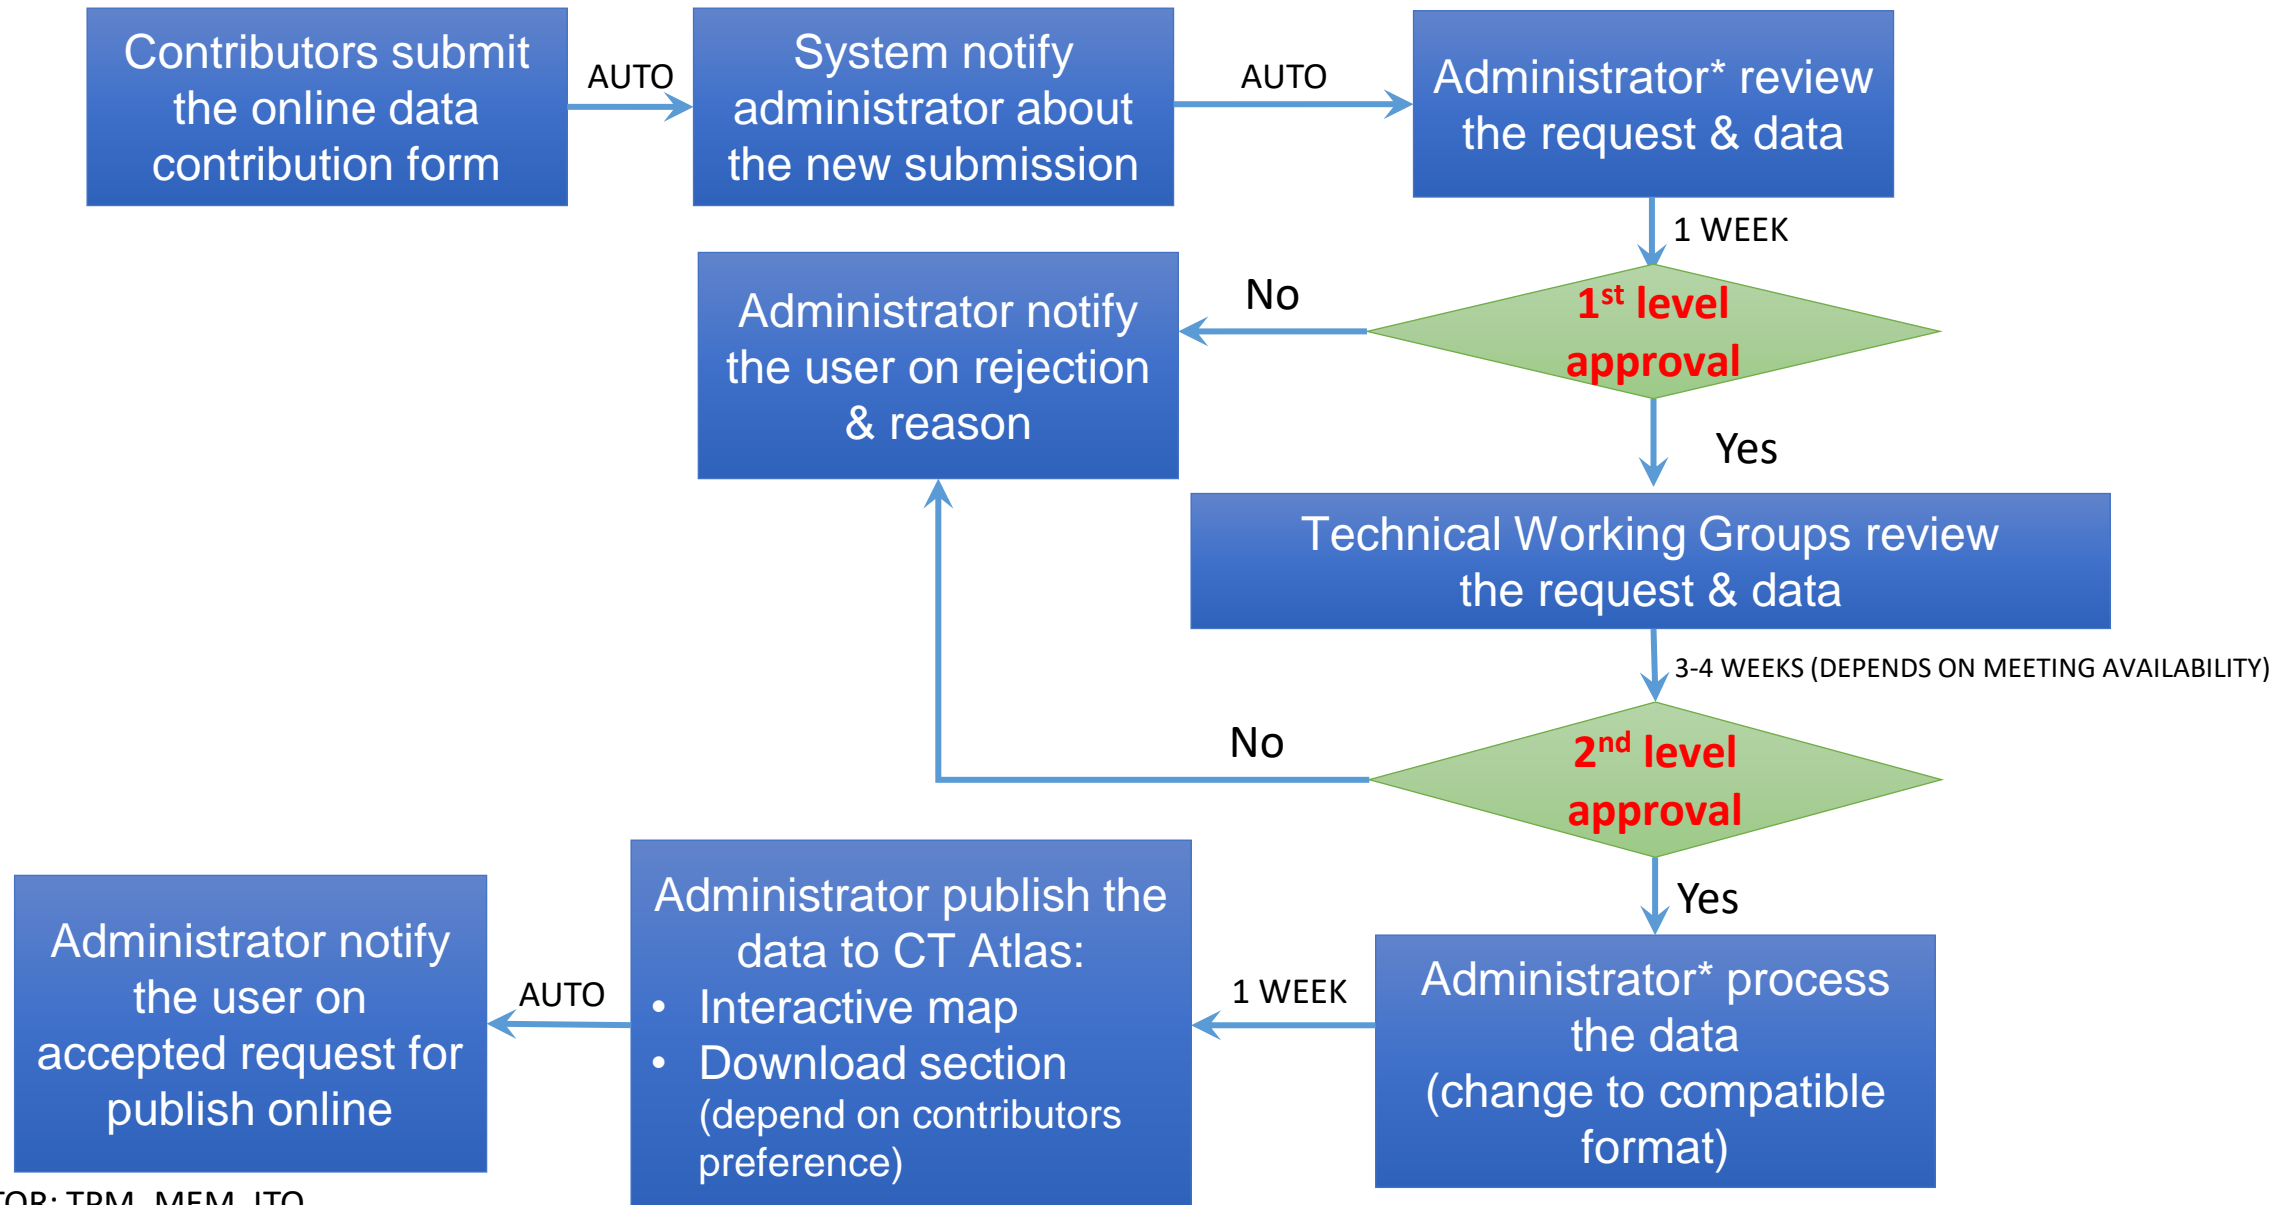 Contributors submit
the online data
contribution form
AUTO
System notify
administrator about
the new submission
AUTO
Administrator* review
the request & data
1 WEEK
1st level
approval
No
Administrator notify
the user on rejection
& reason
Yes
Technical Working Groups review
the request & data
3-4 WEEKS (DEPENDS ON MEETING AVAILABILITY)
2nd level
approval
No
Yes
Administrator* process
the data
(change to compatible
format)
1 WEEK
Administrator publish the
data to CT Atlas:
• Interactive map
• Download section
(depend on contributors
preference)
AUTO
Administrator notify
the user on
accepted request for
publish online